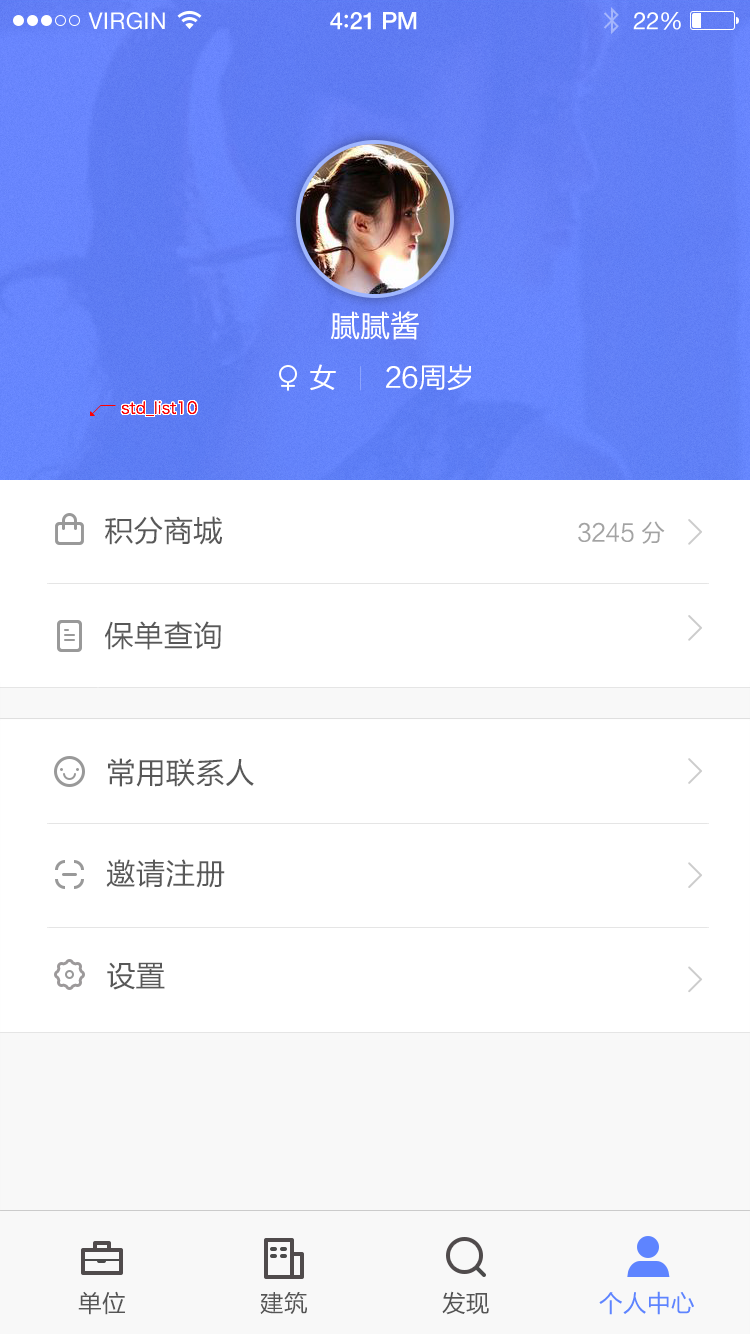 VIRGIN 4:21 PM 22%
腻腻酱
女 26周岁
std_list10
积分商城 3245 分
保单查询
常用联系人
邀请注册
设置
单位 建筑 发现 个人中心